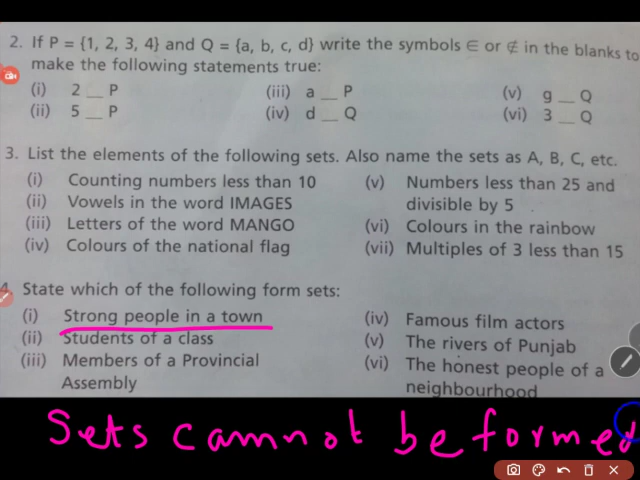 2. If P = {1, 2, 3, 4} and Q = {a, b, c, d} write the symbols ∈ or ∉ in the blanks to
make the following statements true:
(i) 2 __ P (iii) a __ P (v) g __ Q
(ii) 5 __ P (iv) d __ Q (vi) 3 __ Q
3. List the elements of the following sets. Also name the sets as A, B, C, etc.
(i) Counting numbers less than 10 (v) Numbers less than 25 and
(ii) Vowels in the word IMAGES divisible by 5
(iii) Letters of the word MANGO (vi) Colours in the rainbow
(iv) Colours of the national flag (vii) Multiples of 3 less than 15
4. State which of the following form sets:
(i) Strong people in a town (iv) Famous film actors
(ii) Students of a class (v) The rivers of Punjab
(iii) Members of a Provincial (vi) The honest people of a
Assembly neighbourhood
Sets cannot be formed